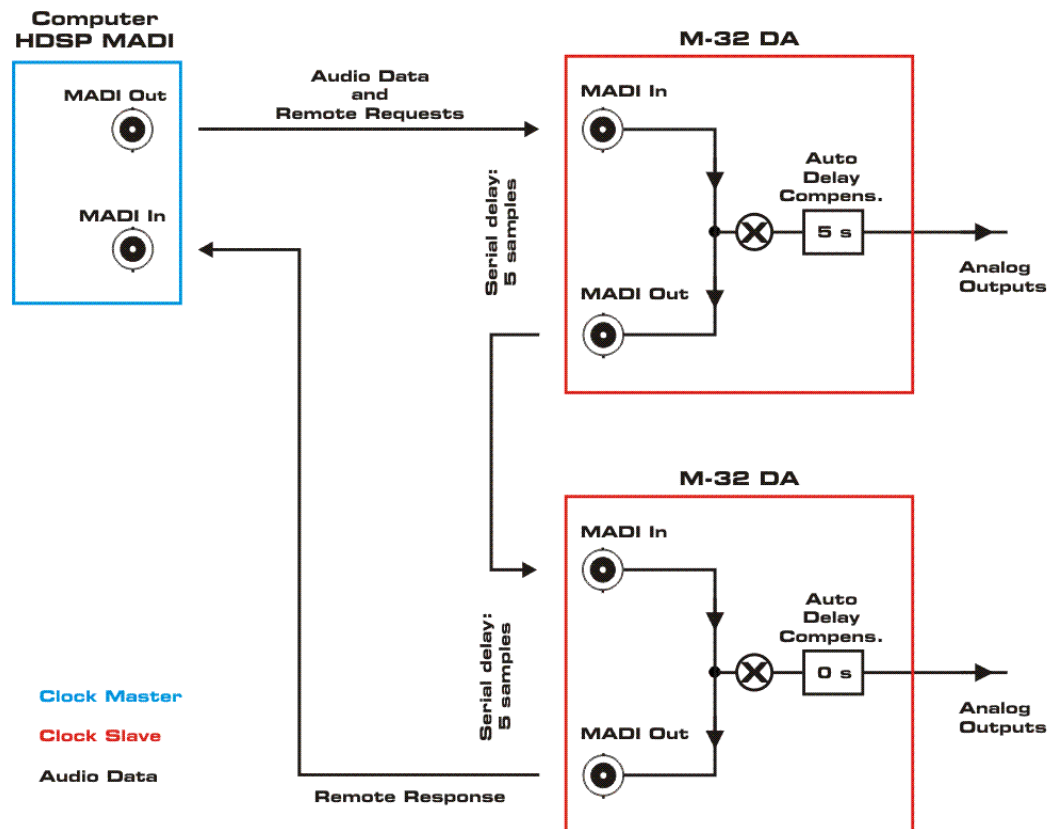 Computer
HDSP MADI
MADI Out
MADI In
Audio Data
and
Remote Requests
M-32 DA
MADI In
Auto
Delay
Compens.
5 s
Analog
Outputs
MADI Out
Serial delay:
5 samples
M-32 DA
MADI In
Auto
Delay
Compens.
0 s
Analog
Outputs
MADI Out
Serial delay:
5 samples
Clock Master
Clock Slave
Audio Data
Remote Response